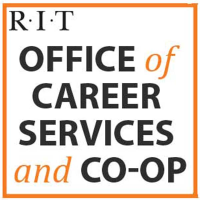 R·I·T
OFFICE of
CAREER
SERVICES
and CO-OP